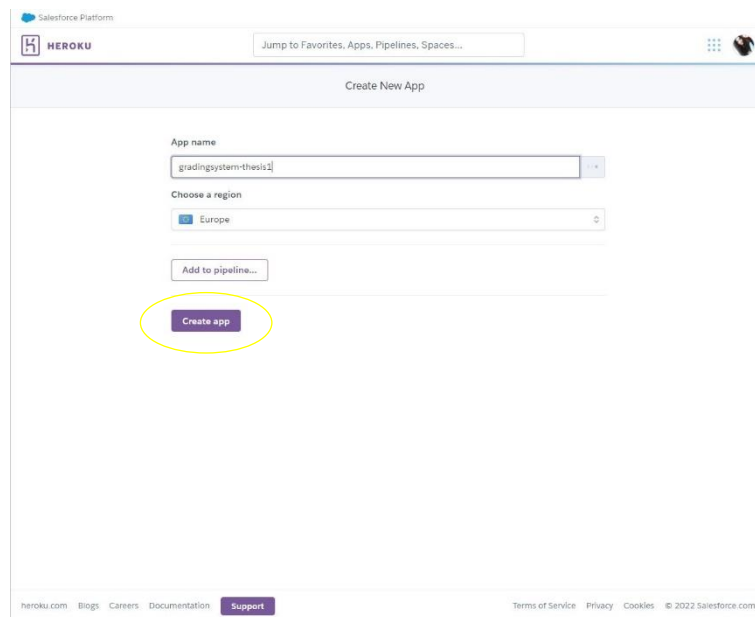 Salesforce Platform
HEROKU
Jump to Favorites, Apps, Pipelines, Spaces...
Create New App
App name
gradingsystem-thesis1
Choose a region
Europe
Add to pipeline...
Create app
heroku.com Blogs Careers Documentation Support Terms of Service Privacy Cookies © 2022 Salesforce.com